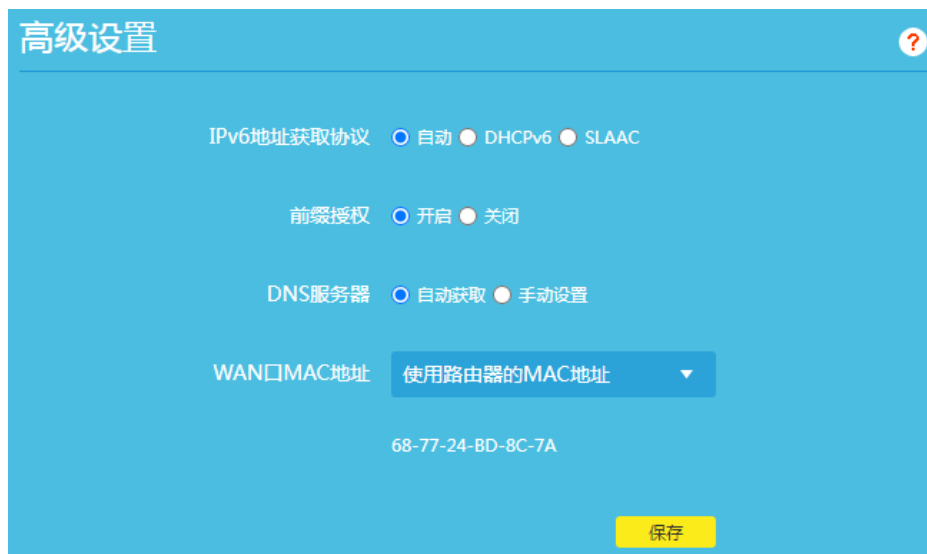 高级设置
?
IPv6地址获取协议 自动 DHCPv6 SLAAC
前缀授权 开启 关闭
DNS服务器 自动获取 手动设置
WAN口MAC地址 使用路由器的MAC地址
68-77-24-BD-8C-7A
保存